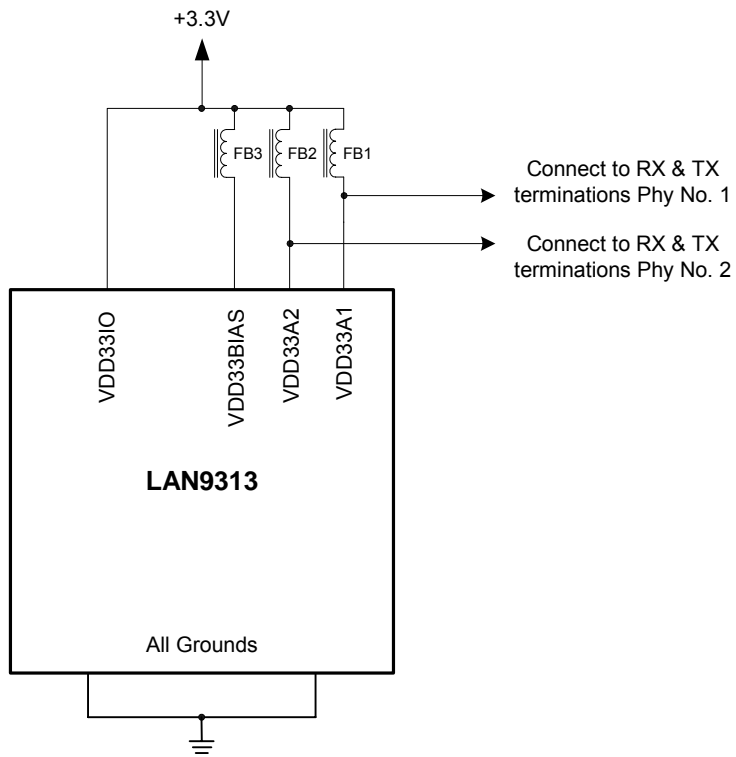 +3.3V
FB3
FB2
FB1
Connect to RX & TX
terminations Phy No. 1
Connect to RX & TX
terminations Phy No. 2
VDD33IO
VDD33BIAS
VDD33A2
VDD33A1
LAN9313
All Grounds